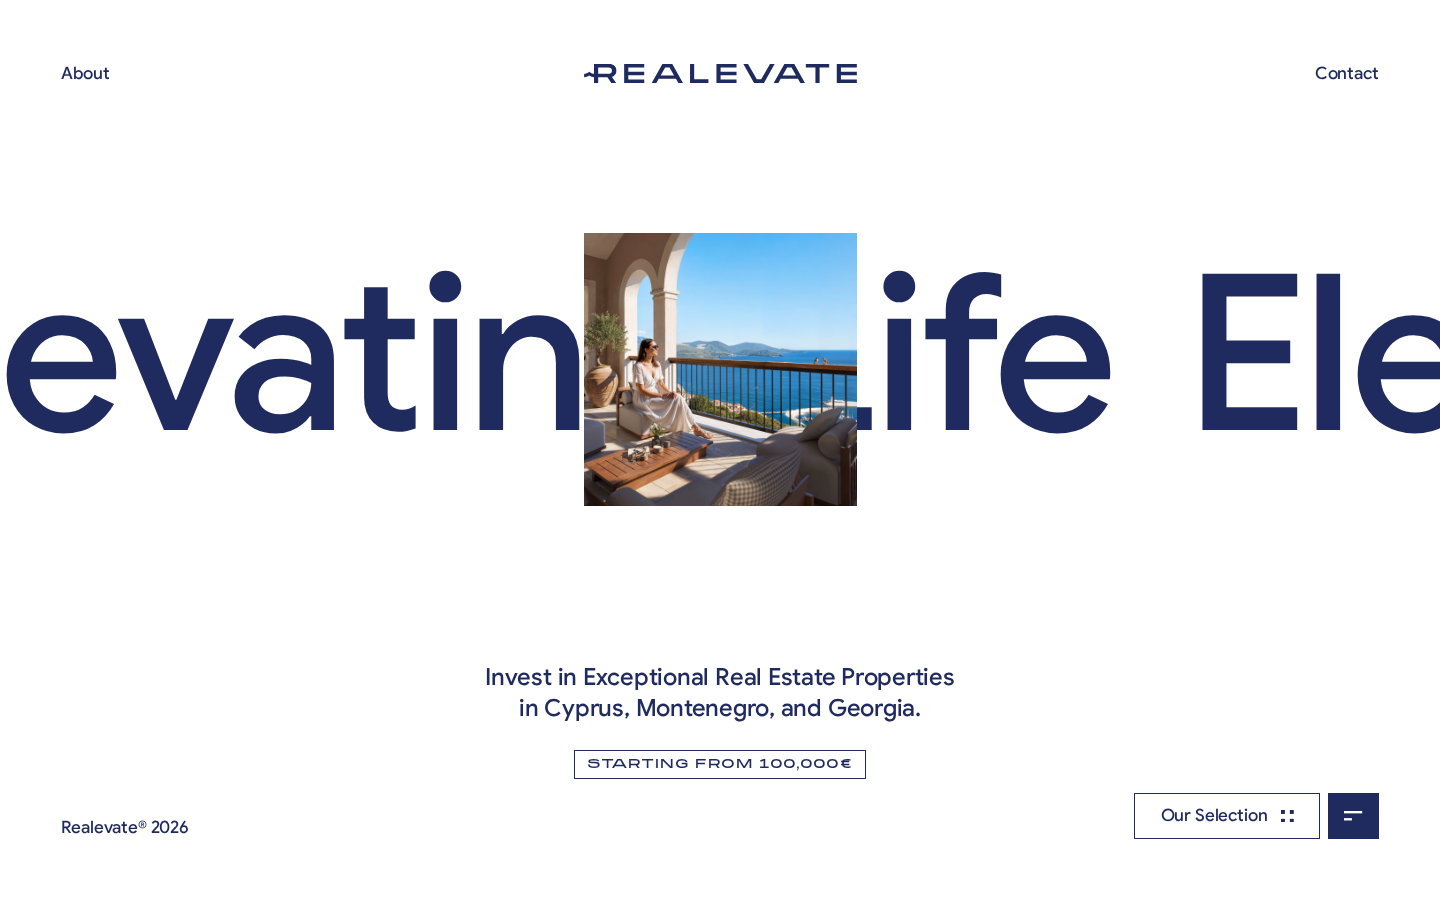 About
REALEVATE
Contact
evatin Life Ele
Invest in Exceptional Real Estate Properties
in Cyprus, Montenegro, and Georgia.
STARTING FROM 100,000€
Our Selection
Realevate® 2026